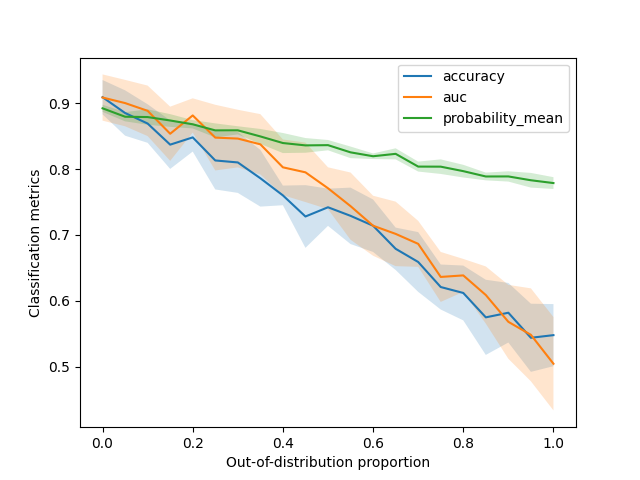 accuracy
auc
probability_mean
Classification metrics
0.9
0.8
0.7
0.6
0.5
0.0 0.2 0.4 0.6 0.8 1.0
Out-of-distribution proportion